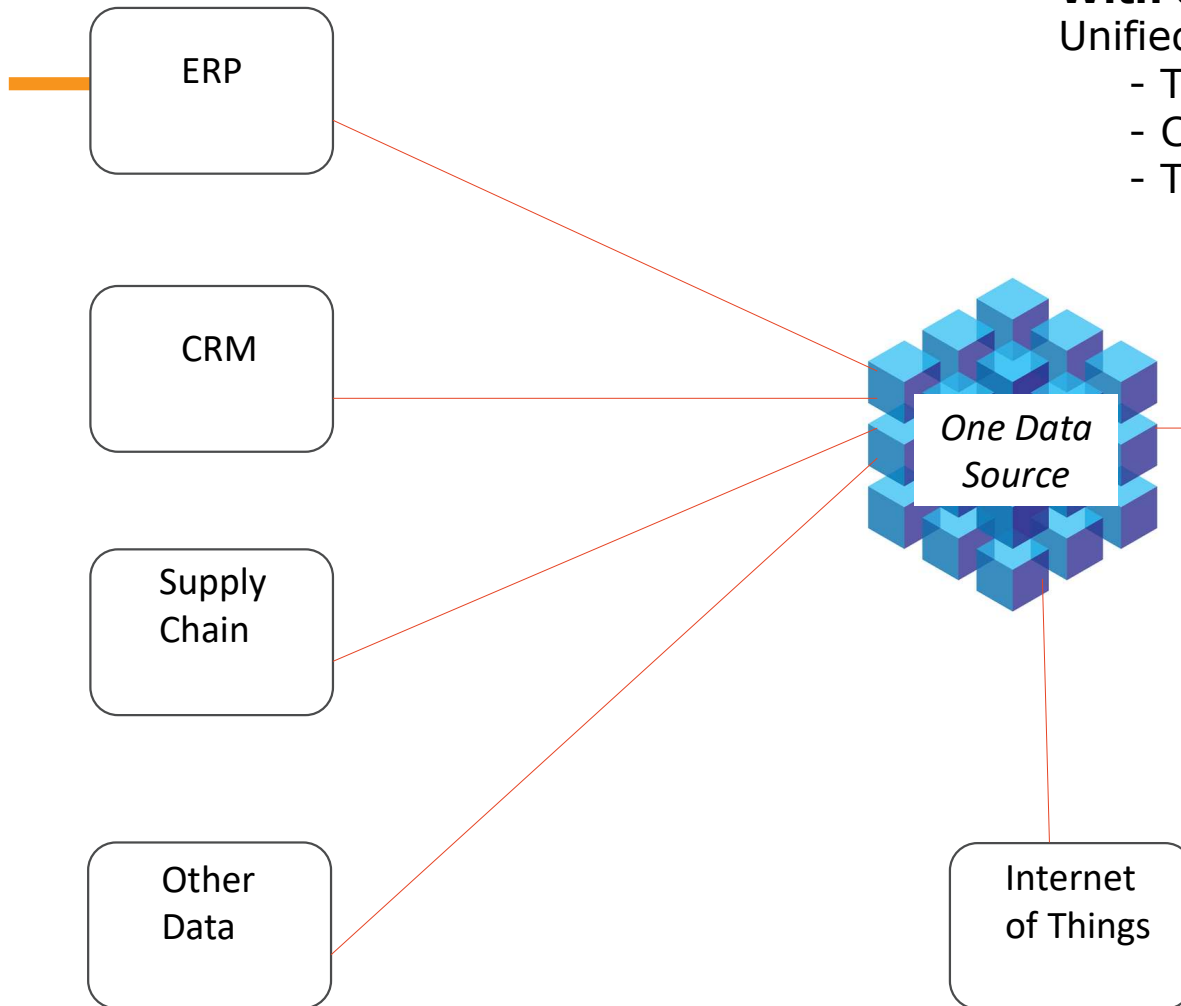 Unified
- T
- C
- T
ERP
CRM
One Data
Source
Supply
Chain
Other
Data
Internet
of Things